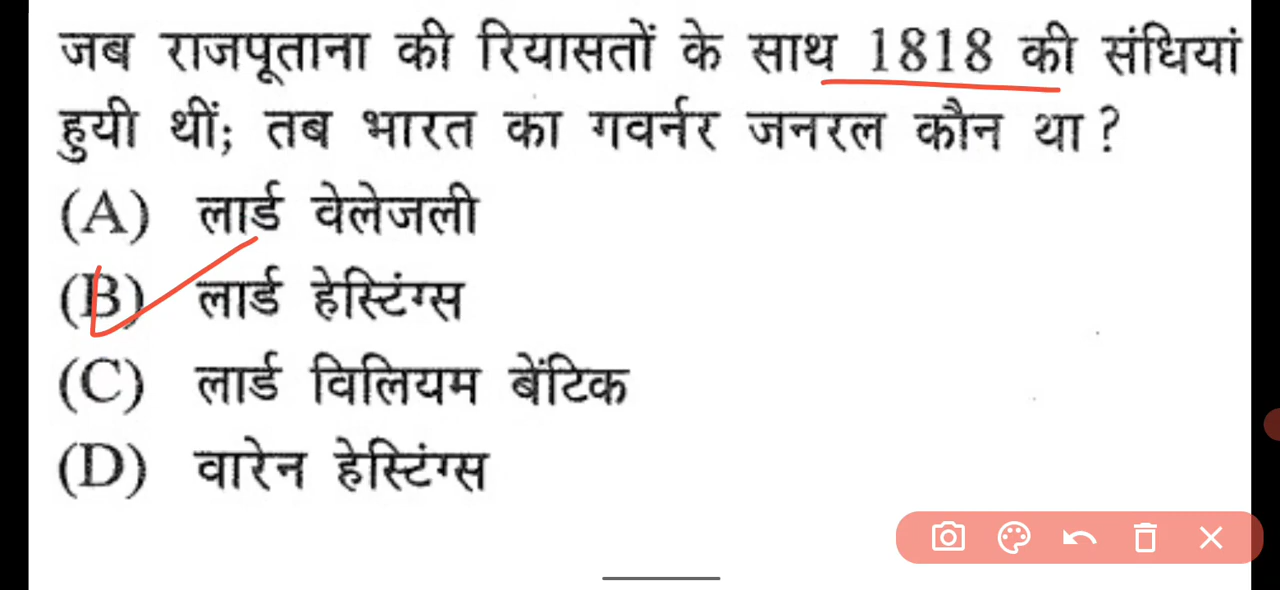 जब राजपूताना की रियासतों के साथ 1818 की संधियां
हुयी थीं; तब भारत का गवर्नर जनरल कौन था ?
(A) लार्ड वेलेजली
(B) लार्ड हेस्टिंग्स
(C) लार्ड विलियम बेंटिक
(D) वारेन हेस्टिंग्स